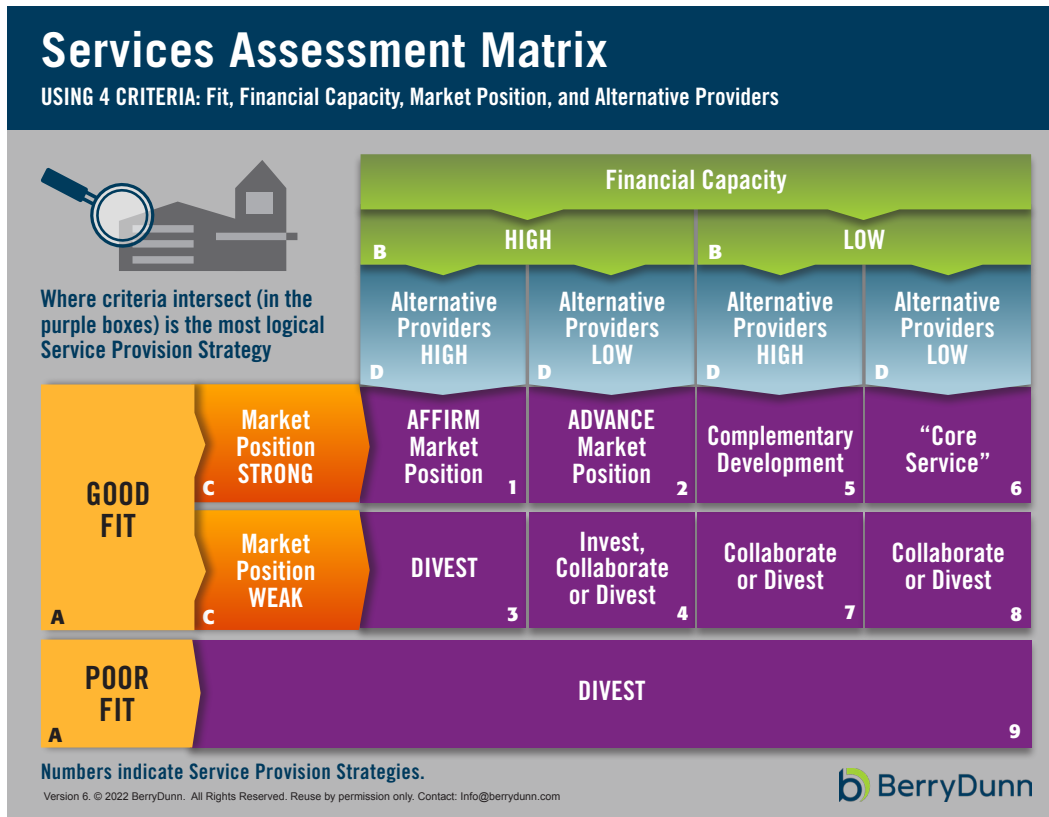 Services Assessment Matrix
USING 4 CRITERIA: Fit, Financial Capacity, Market Position, and Alternative Providers
Where criteria intersect (in the
purple boxes) is the most logical
Service Provision Strategy
Financial Capacity
B
HIGH
B
LOW
Alternative
Providers
HIGH
D
Alternative
Providers
LOW
D
Alternative
Providers
HIGH
D
Alternative
Providers
LOW
D
GOOD
FIT
A
Market
Position
STRONG
C
AFFIRM
Market
Position
1
ADVANCE
Market
Position
2
Complementary
Development
5
“Core
Service”
6
Market
Position
WEAK
C
DIVEST
3
Invest,
Collaborate
or Divest
4
Collaborate
or Divest
7
Collaborate
or Divest
8
POOR
FIT
A
DIVEST
9
Numbers indicate Service Provision Strategies.
Version 6. © 2022 BerryDunn. All Rights Reserved. Reuse by permission only. Contact: Info@berrydunn.com
BerryDunn